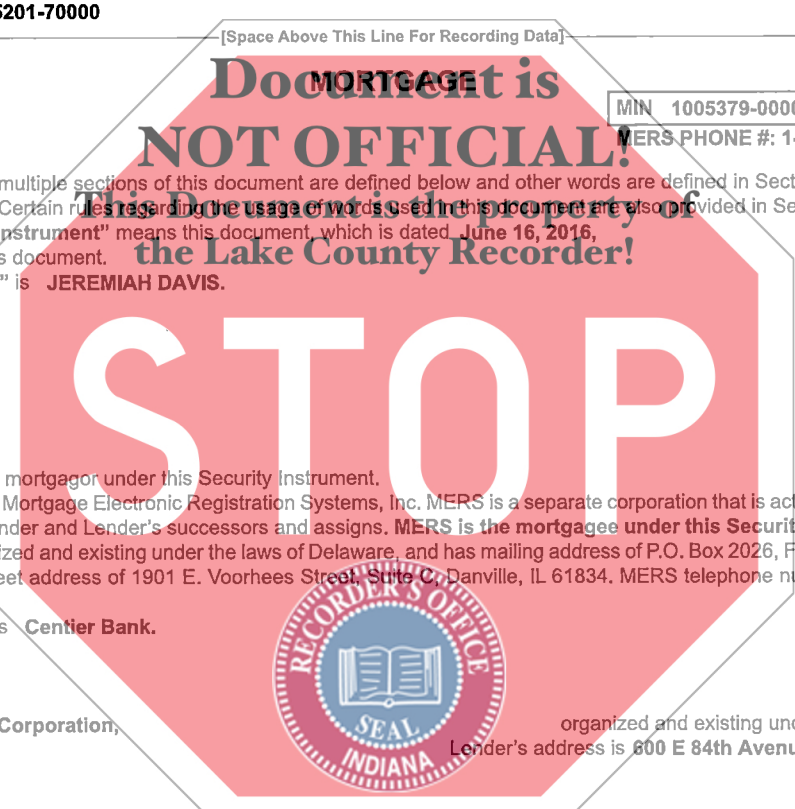 5201-70000
[Space Above This Line For Recording Data]
Document is
MORTGAGE
MIN 1005379-0000
NOT OFFICIAL!
MERS PHONE #: 1-
multiple sections of this document are defined below and other words are defined in Sect
This Document is the property of
Certain rules regarding the usage of words used in this document are also provided in Se
nstrument” means this document, which is dated June 16, 2016,
the Lake County Recorder!
s document.
” is JEREMIAH DAVIS.
STOP
mortgagor under this Security Instrument.
Mortgage Electronic Registration Systems, Inc. MERS is a separate corporation that is act
nder and Lender’s successors and assigns. MERS is the mortgagee under this Securit
ized and existing under the laws of Delaware, and has mailing address of P.O. Box 2026, F
eet address of 1901 E. Voorhees Street, Suite C, Danville, IL 61834. MERS telephone nu
RECORDER'S OFFICE
s Centier Bank.
SEAL
INDIANA
Corporation,
organized and existing und
Lender’s address is 600 E 84th Avenu